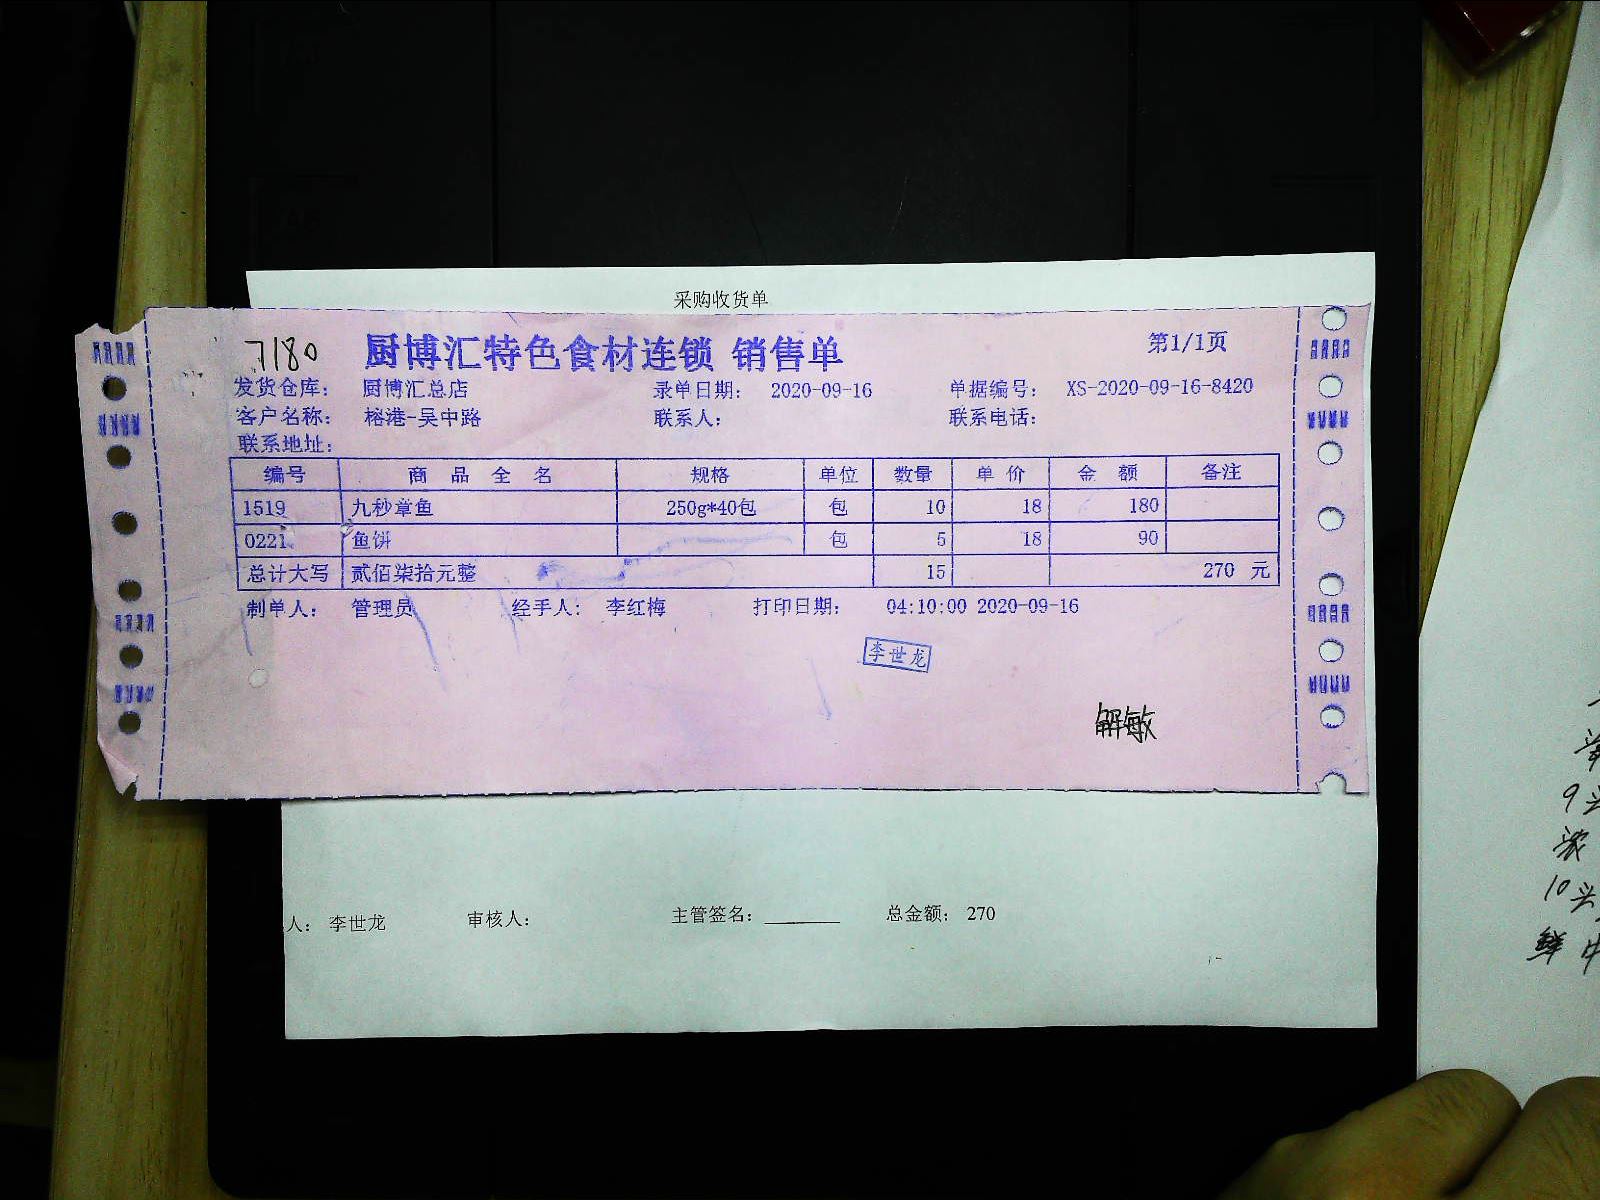 采购收货单
7180
厨博汇特色食材连锁 销售单 第1/1页
发货仓库： 厨博汇总店 录单日期： 2020-09-16 单据编号： XS-2020-09-16-8420
客户名称： 榕港-吴中路 联系人： 联系电话：
联系地址：
编号 商品全名 规格 单位 数量 单价 金额 备注
1519 九秒章鱼 250g*40包 包 10 18 180
0221 鱼饼 包 5 18 90
总计大写 贰佰柒拾元整 15 270 元
制单人： 管理员 经手人： 李红梅 打印日期： 04:10:00 2020-09-16
李世龙
解敏
人： 李世龙 审核人： 主管签名： 总金额： 270
9头
10头
鲜